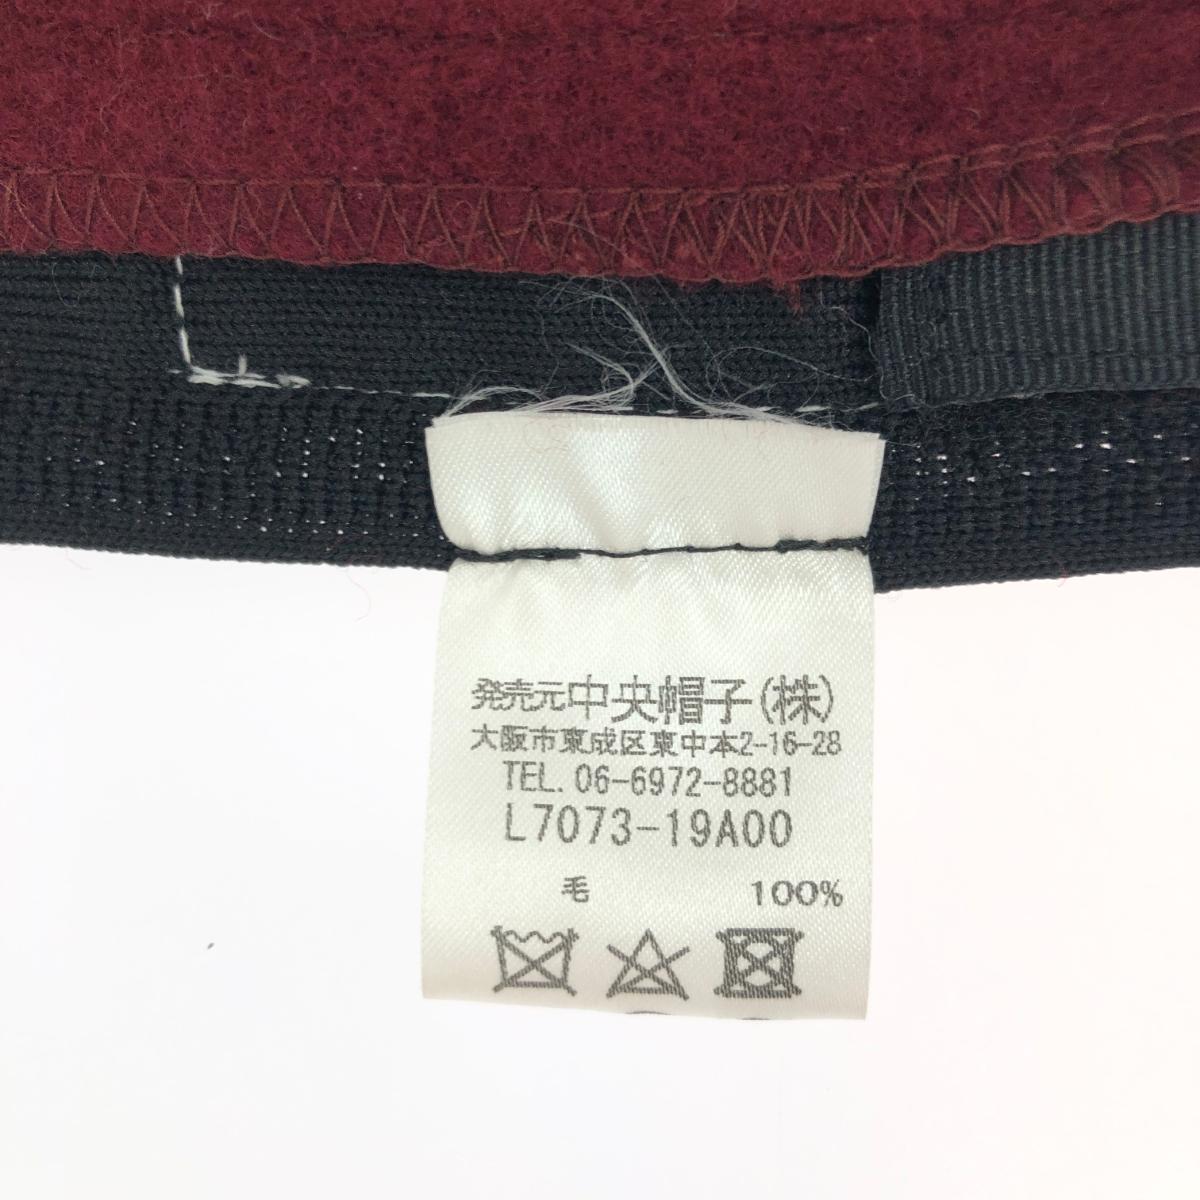 発売元中央帽子(株)
大阪市東成区東中本2-16-28
TEL. 06-6972-8881
L7073-19A00
毛 100%